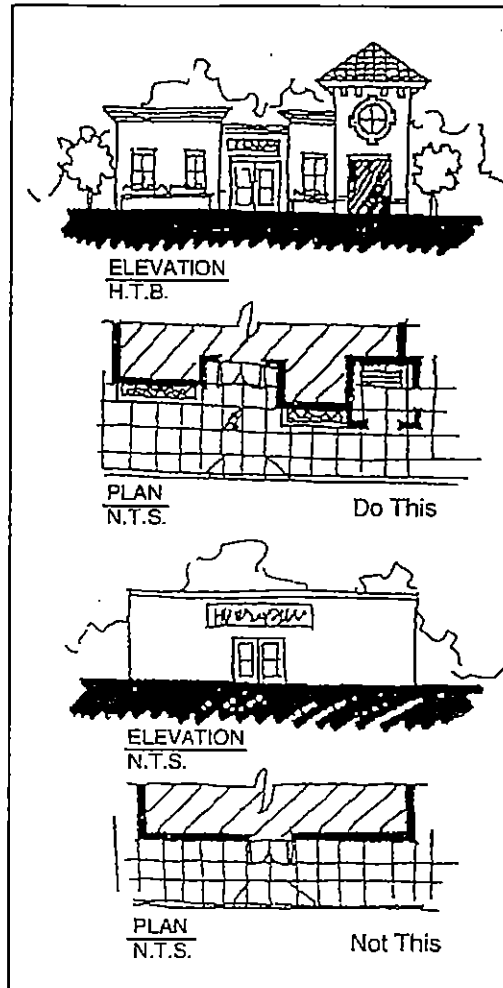 ELEVATION
H.T.B.
PLAN
N.T.S.
Do This
ELEVATION
N.T.S.
PLAN
N.T.S.
Not This